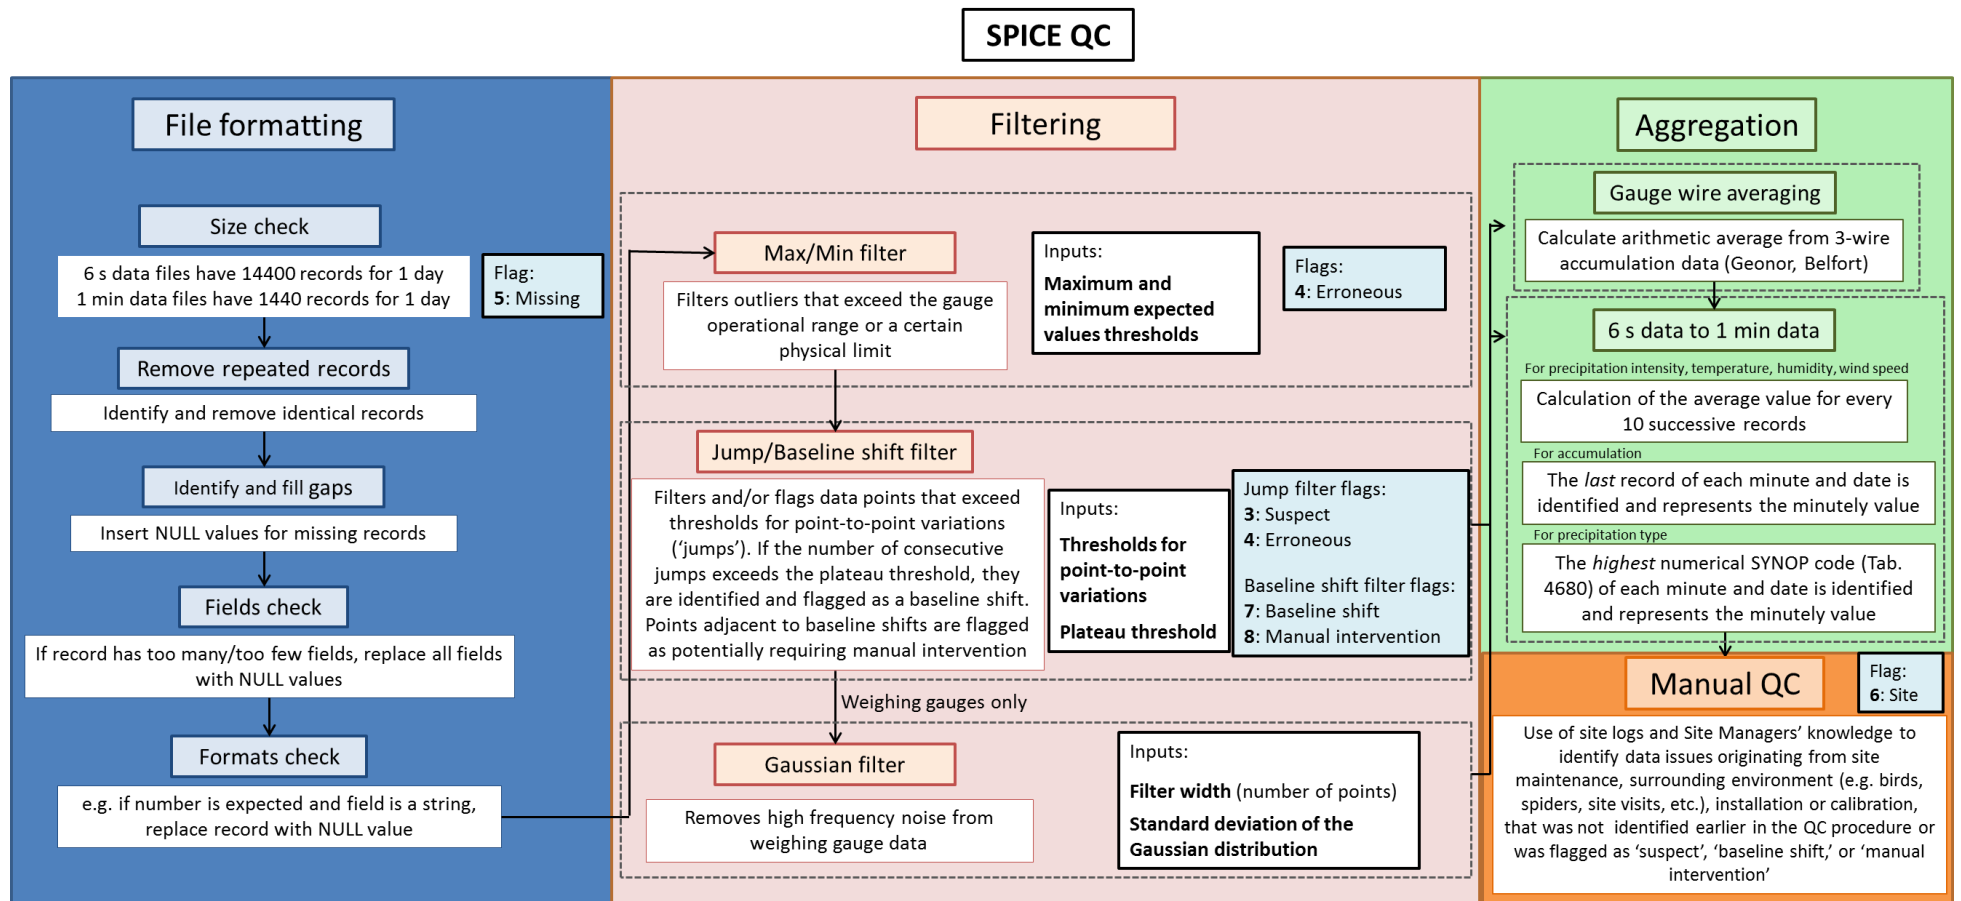 SPICE QC
File formatting
Size check
6 s data files have 14400 records for 1 day
1 min data files have 1440 records for 1 day
Flag:
5: Missing
Remove repeated records
Identify and remove identical records
Identify and fill gaps
Insert NULL values for missing records
Fields check
If record has too many/too few fields, replace all fields
with NULL values
Formats check
e.g. if number is expected and field is a string,
replace record with NULL value
Filtering
Max/Min filter
Filters outliers that exceed the gauge
operational range or a certain
physical limit
Inputs:
Maximum and
minimum expected
values thresholds
Flags:
4: Erroneous
Jump/Baseline shift filter
Filters and/or flags data points that exceed
thresholds for point-to-point variations
(‘jumps’). If the number of consecutive
jumps exceeds the plateau threshold, they
are identified and flagged as a baseline shift.
Points adjacent to baseline shifts are flagged
as potentially requiring manual intervention
Inputs:
Thresholds for
point-to-point
variations
Plateau threshold
Jump filter flags:
3: Suspect
4: Erroneous
Baseline shift filter flags:
7: Baseline shift
8: Manual intervention
Weighing gauges only
Gaussian filter
Removes high frequency noise from
weighing gauge data
Inputs:
Filter width (number of points)
Standard deviation of the
Gaussian distribution
Aggregation
Gauge wire averaging
Calculate arithmetic average from 3-wire
accumulation data (Geonor, Belfort)
6 s data to 1 min data
For precipitation intensity, temperature, humidity, wind speed
Calculation of the average value for every
10 successive records
For accumulation
The last record of each minute and date is
identified and represents the minutely value
For precipitation type
The highest numerical SYNOP code (Tab.
4680) of each minute and date is identified
and represents the minutely value
Manual QC
Flag:
6: Site
Use of site logs and Site Managers’ knowledge to
identify data issues originating from site
maintenance, surrounding environment (e.g. birds,
spiders, site visits, etc.), installation or calibration,
that was not identified earlier in the QC procedure or
was flagged as ‘suspect’, ‘baseline shift,’ or ‘manual
intervention’